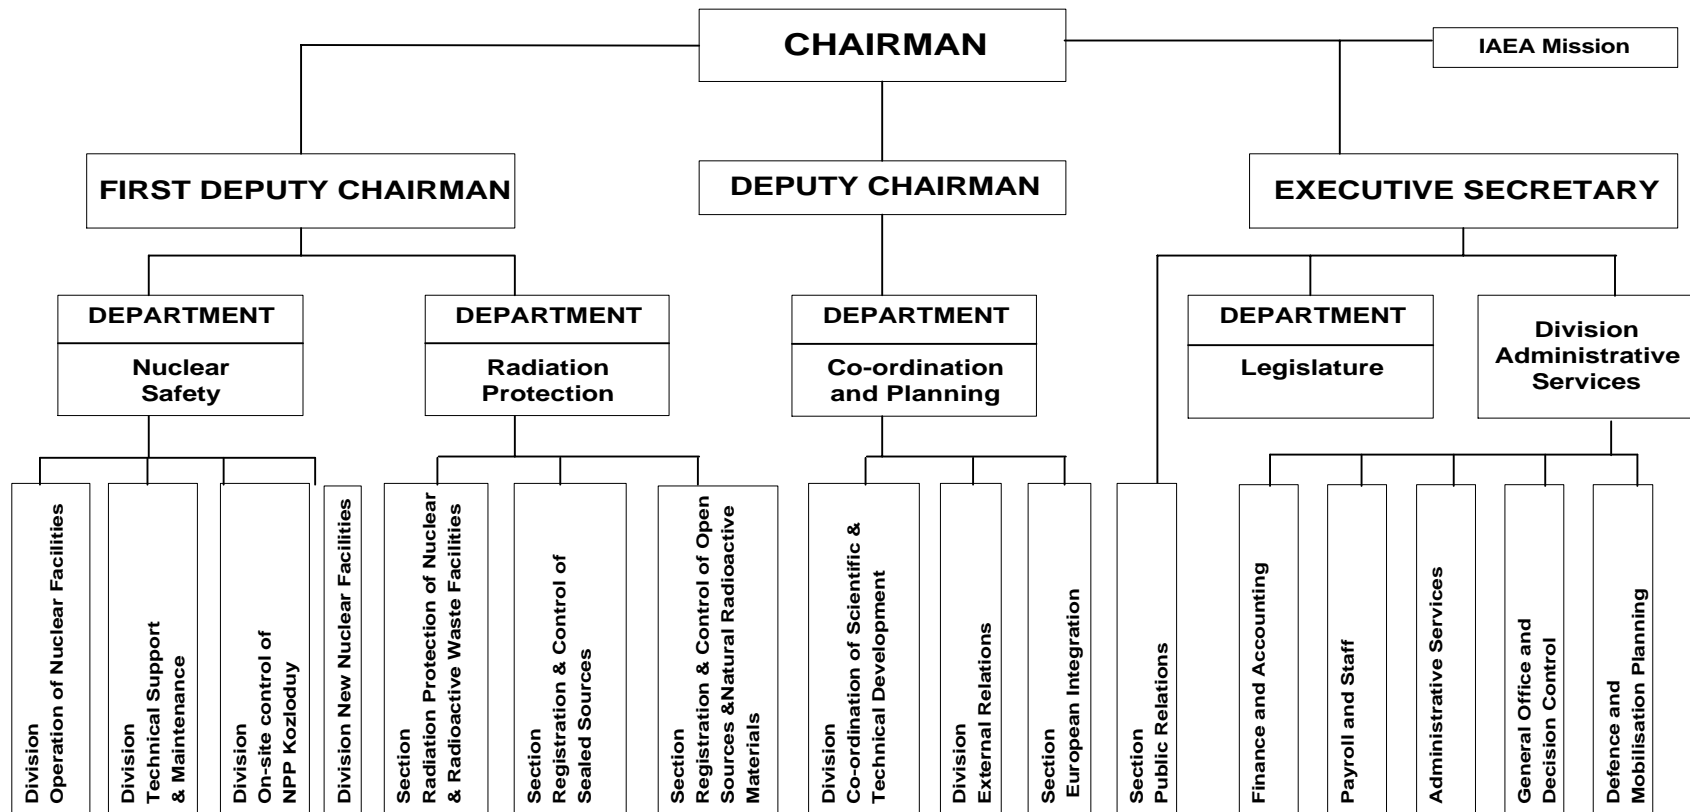 CHAIRMAN
IAEA Mission
FIRST DEPUTY CHAIRMAN
DEPUTY CHAIRMAN
EXECUTIVE SECRETARY
DEPARTMENT
Nuclear
Safety
DEPARTMENT
Radiation
Protection
DEPARTMENT
Co-ordination
and Planning
DEPARTMENT
Legislature
Division
Administrative
Services
Division
Operation of Nuclear Facilities
Division
Technical Support
& Maintenance
Division
On-site control of
NPP Kozloduy
Division New Nuclear Facilities
Section
Radiation Protection of Nuclear
& Radioactive Waste Facilities
Section
Registration & Control of
Sealed Sources
Section
Registration & Control of Open
Sources &Natural Radioactive
Materials
Division
Co-ordination of Scientific &
Technical Development
Division
External Relations
Section
European Integration
Section
Public Relations
Finance and Accounting
Payroll and Staff
Administrative Services
General Office and
Decision Control
Defence and
Mobilisation Planning